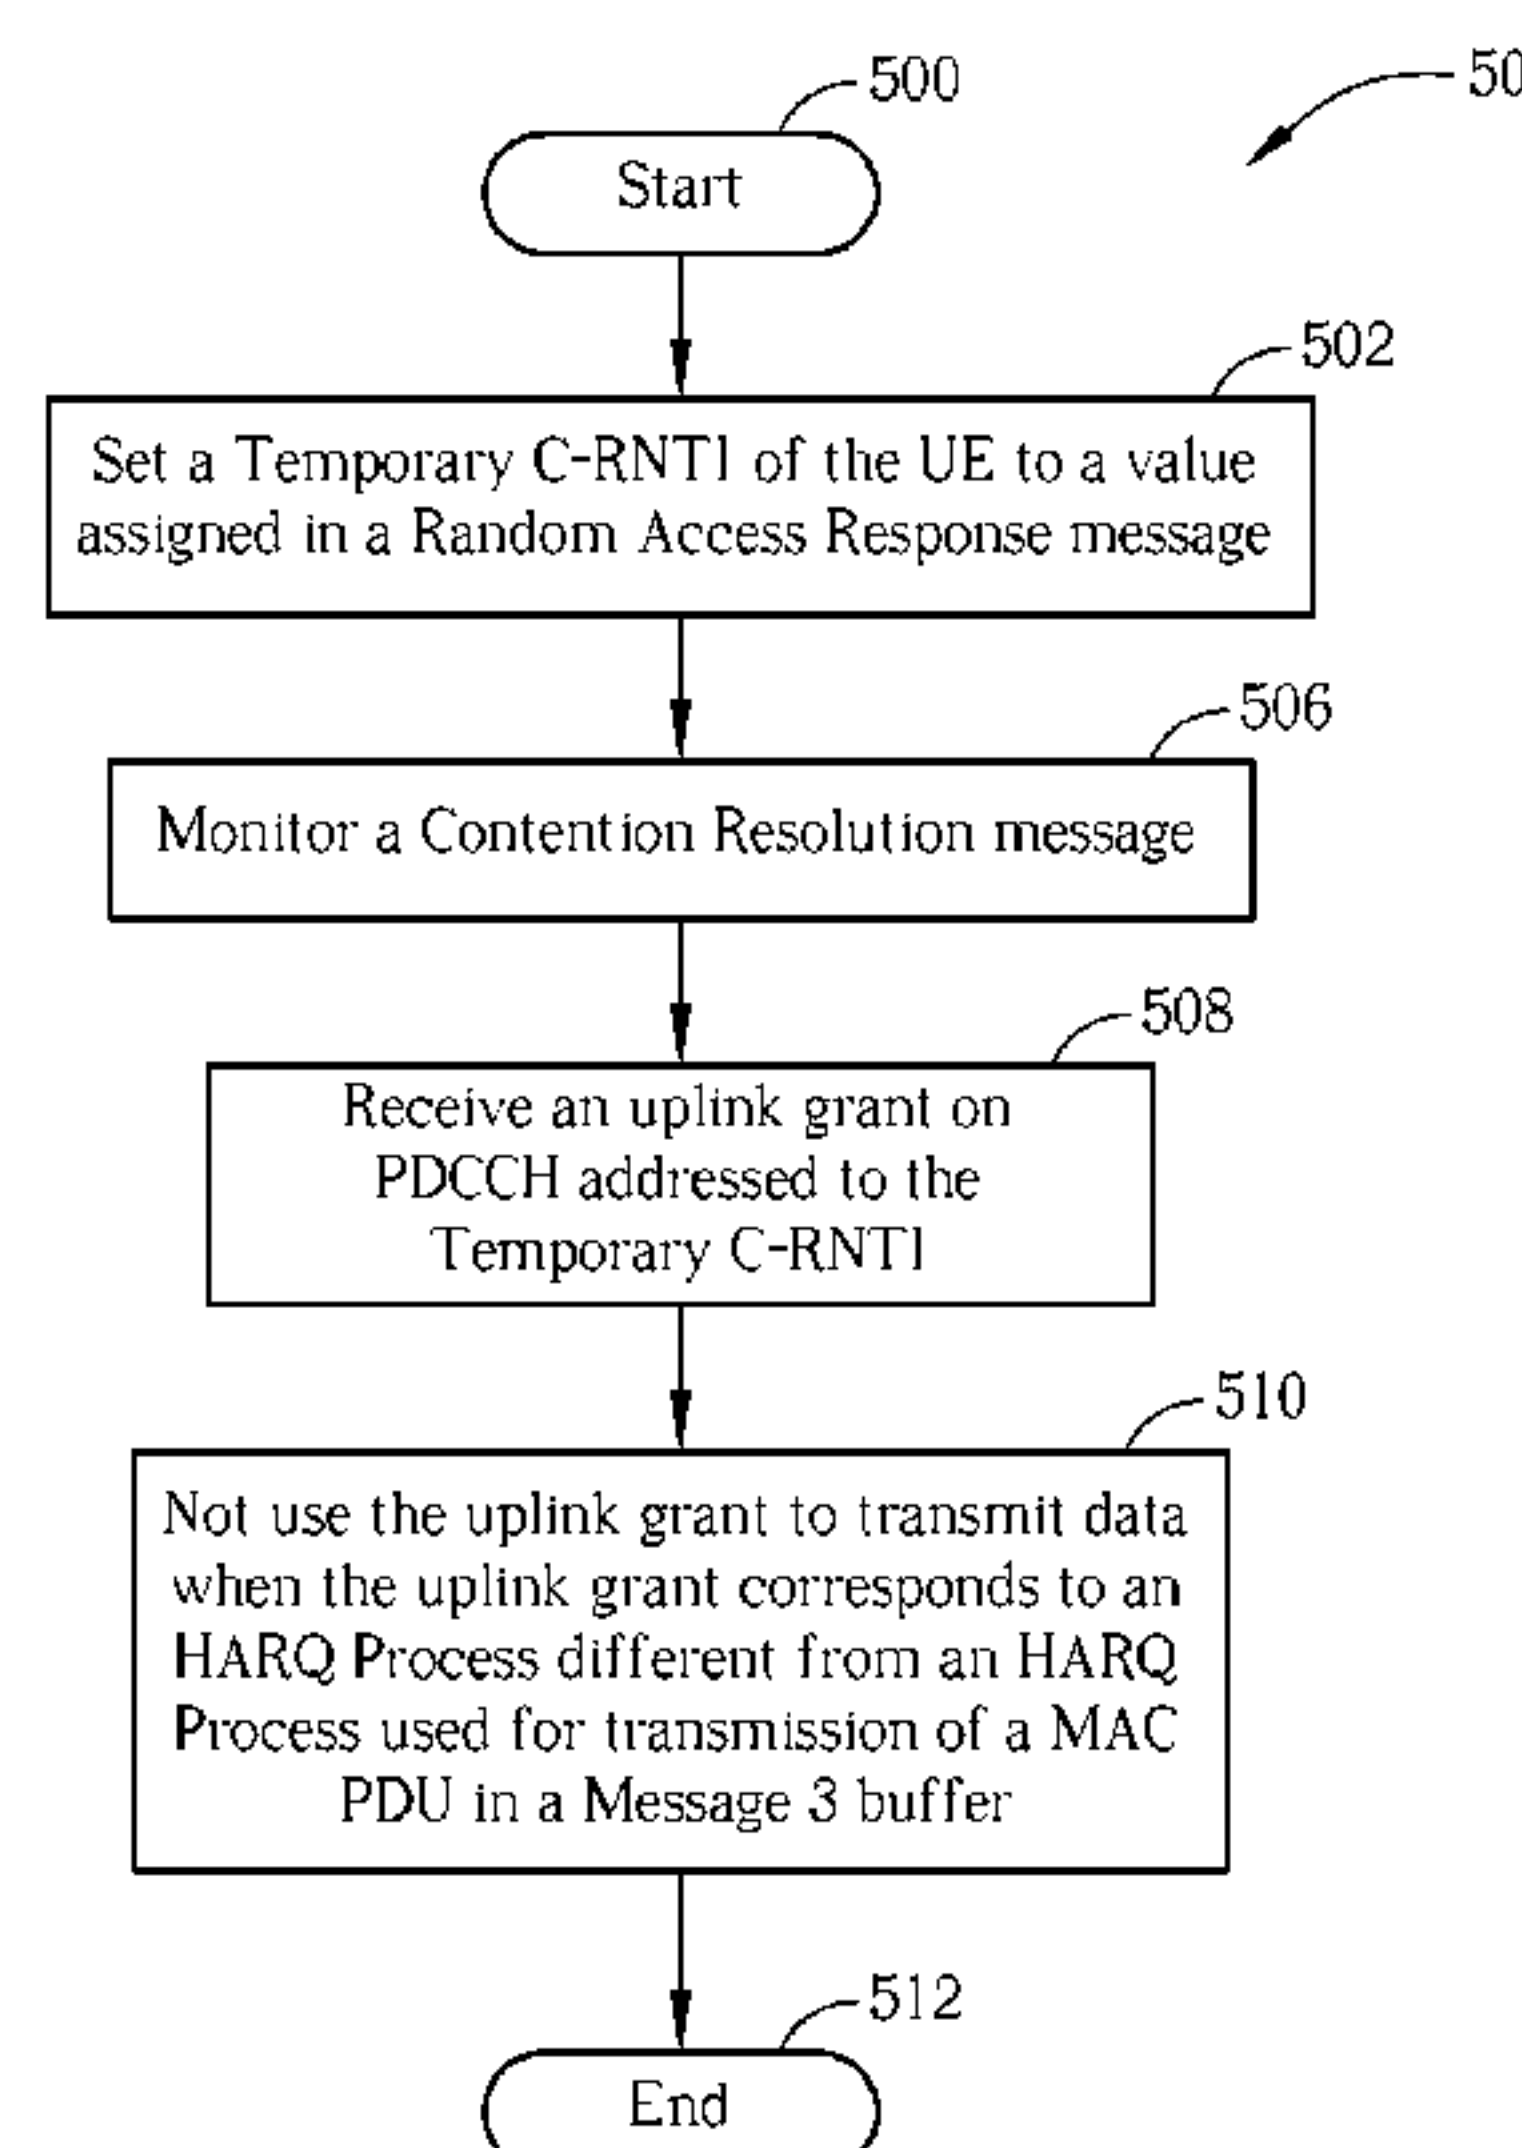 500
50
Start
502
Set a Temporary C-RNTI of the UE to a value
assigned in a Random Access Response message
506
Monitor a Contention Resolution message
508
Receive an uplink grant on
PDCCH addressed to the
Temporary C-RNTI
510
Not use the uplink grant to transmit data
when the uplink grant corresponds to an
HARQ Process different from an HARQ
Process used for transmission of a MAC
PDU in a Message 3 buffer
512
End